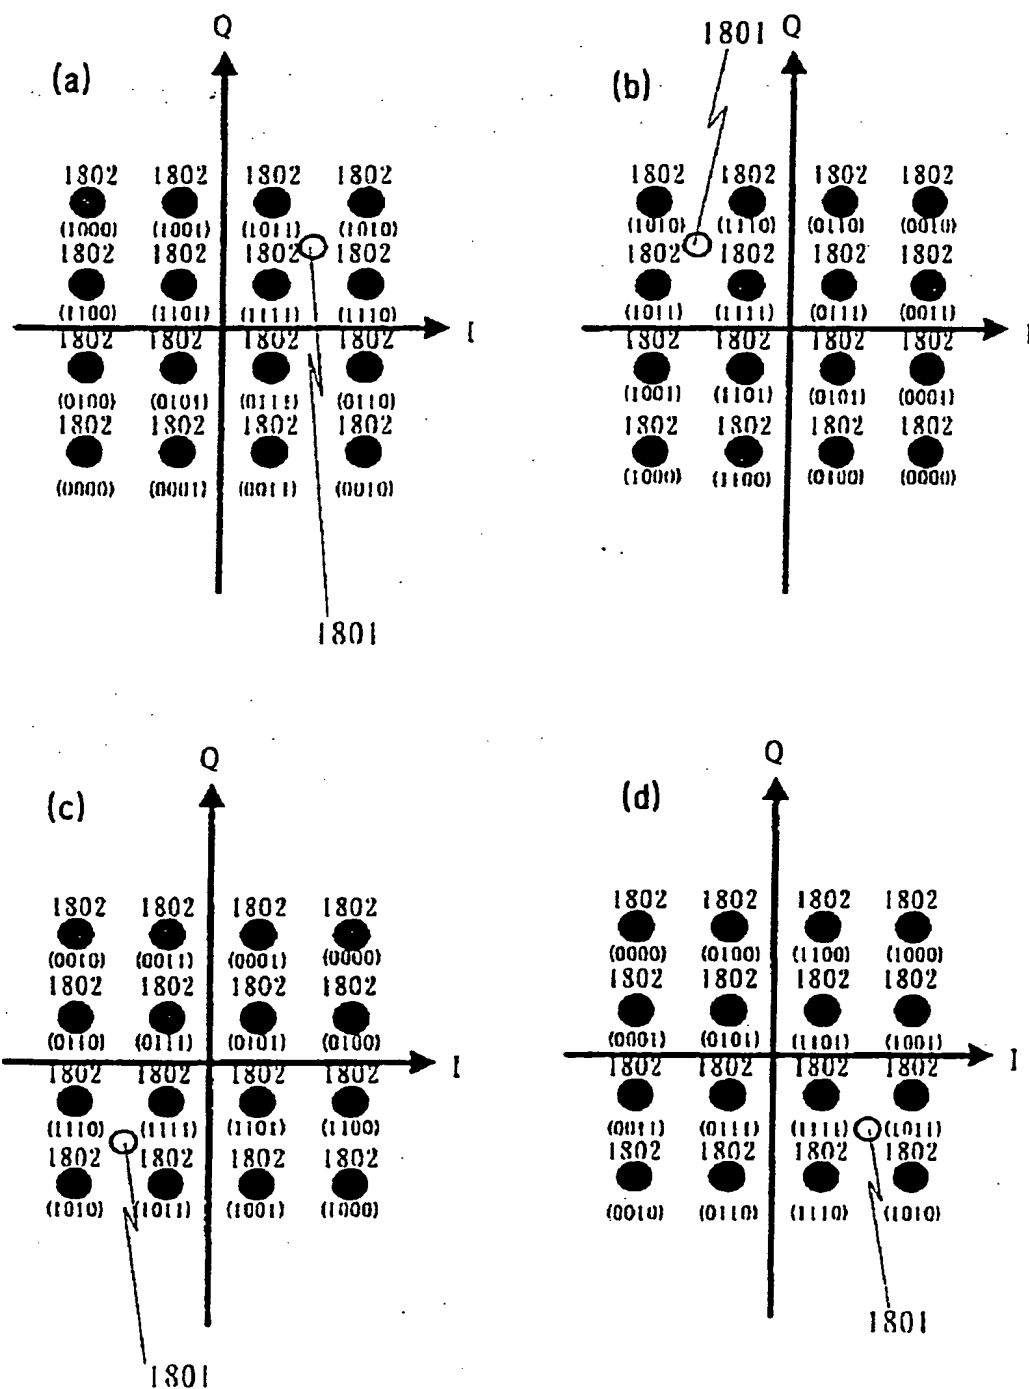 Q
(a)
1802 1802 1802 1802
(1000) (1001) (1011) (1010)
1802 1802 1802 1802
(1100) (1101) (1111) (1110)
I
1802 1802 1802 1802
(0100) (0101) (0111) (0110)
1802 1802 1802 1802
(0000) (0001) (0011) (0010)
1801
1801 Q
(b)
1802 1802 1802 1802
(1010) (1110) (0110) (0010)
1802 1802 1802 1802
(1011) (1111) (0111) (0011)
I
1802 1802 1802 1802
(1001) (1101) (0101) (0001)
1802 1802 1802 1802
(1000) (1100) (0100) (0000)
Q
(c)
1802 1802 1802 1802
(0010) (0011) (0001) (0000)
1802 1802 1802 1802
(0110) (0111) (0101) (0100)
I
1802 1802 1802 1802
(1110) (1111) (1101) (1100)
1802 1802 1802 1802
(1010) (1011) (1001) (1000)
1801
Q
(d)
1802 1802 1802 1802
(0000) (0100) (1100) (1000)
1802 1802 1802 1802
(0001) (0101) (1101) (1001)
I
1802 1802 1802 1802
(0011) (0111) (1111) (1011)
1802 1802 1802 1802
(0010) (0110) (1110) (1010)
1801